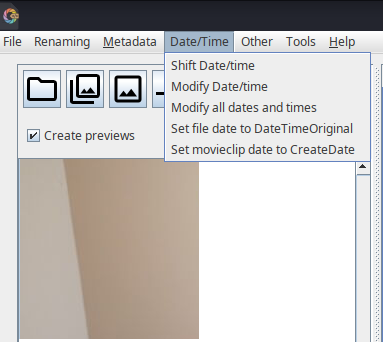 File Renaming Metadata Date/Time Other Tools Help
Shift Date/time
Modify Date/time
Modify all dates and times
Set file date to DateTimeOriginal
Set movieclip date to CreateDate
Create previews